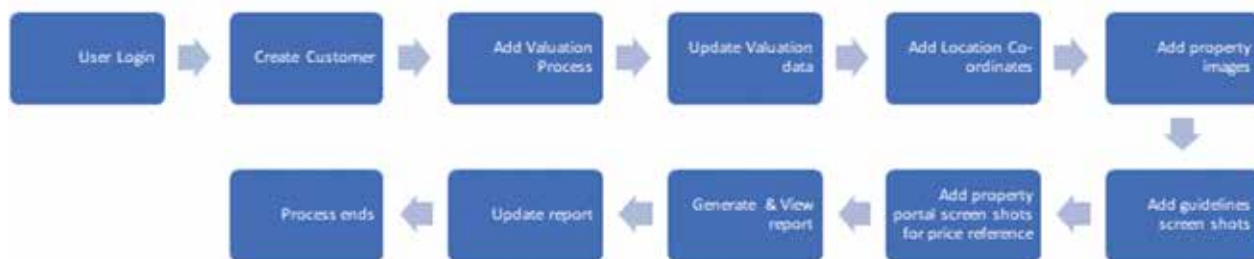 User Login
Create Customer
Add Valuation
Process
Update Valuation
data
Add Location Co-
ordinates
Add property
images
Add guidelines
screen shots
Add property
portal screen shots
for price reference
Generate & View
report
Update report
Process ends